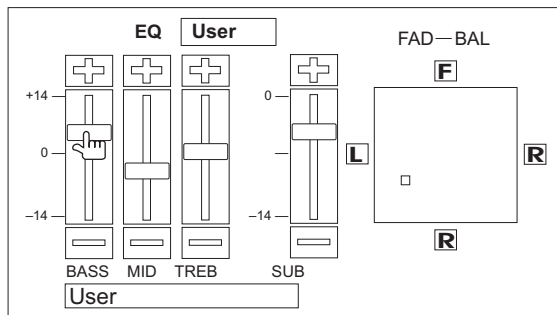 EQ User
FAD—BAL
F
+14
0
–14
0
–14
L
R
R
BASS MID TREB SUB
User